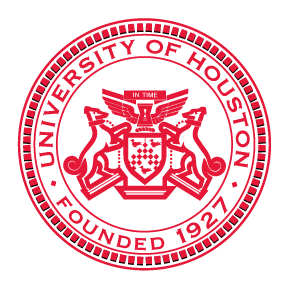 UNIVERSITY OF HOUSTON
IN TIME
• FOUNDED 1927 •